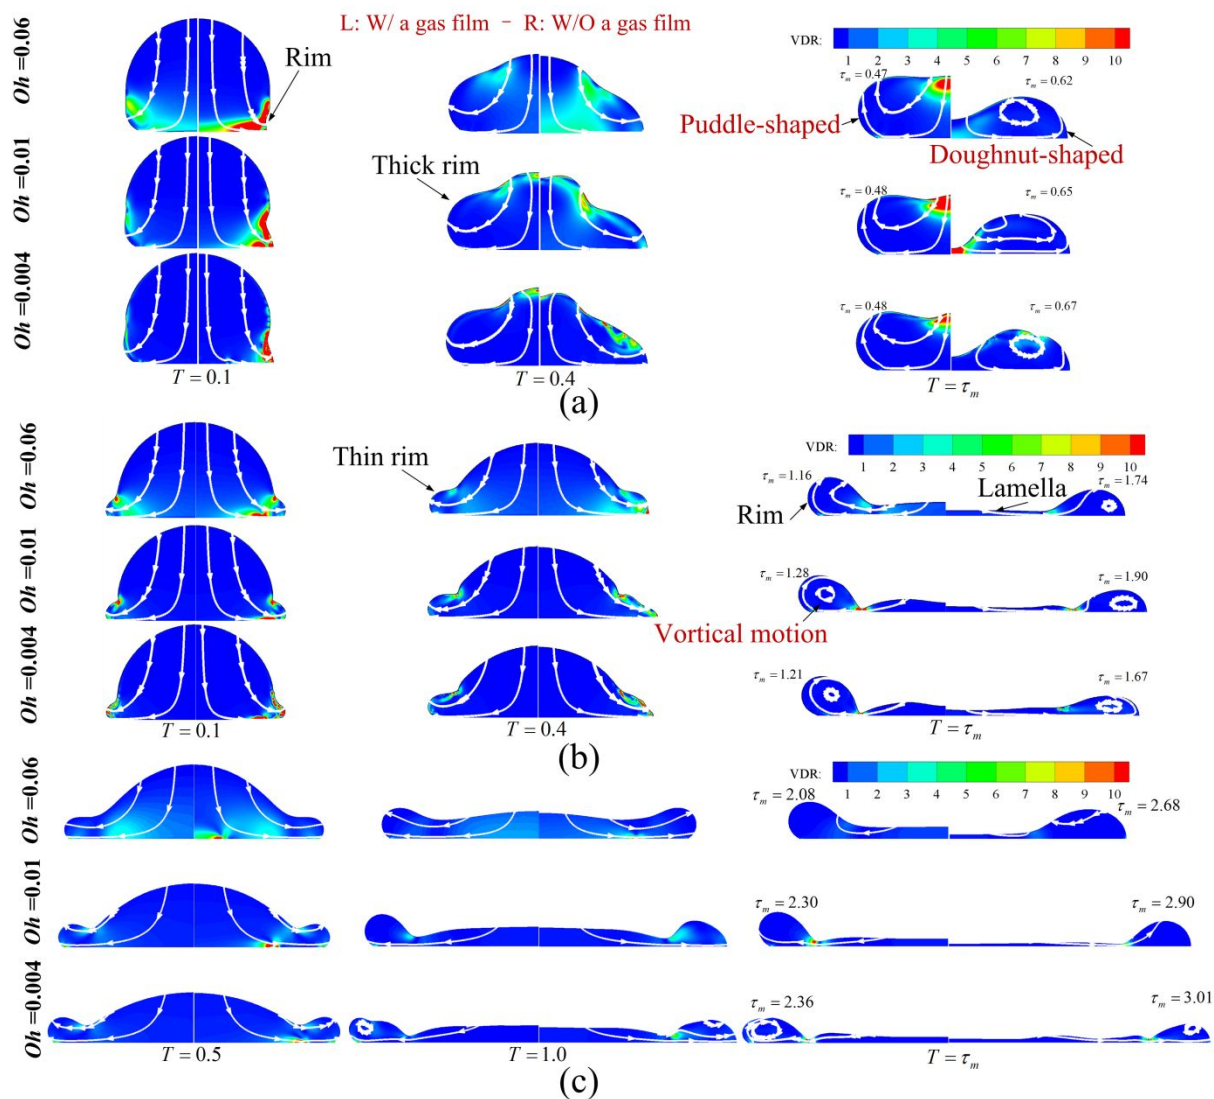 L: W/ a gas film - R: W/O a gas film
Oh =0.06
Rim
VDR:
1 2 3 4 5 6 7 8 9 10
τm = 0.47
τm = 0.62
Puddle-shaped
Doughnut-shaped
Oh =0.01
Thick rim
τm = 0.48
τm = 0.65
Oh =0.004
τm = 0.48
τm = 0.67
T = 0.1
T = 0.4
T = τm
(a)
Oh =0.06
Thin rim
VDR:
1 2 3 4 5 6 7 8 9 10
τm = 1.16
τm = 1.74
Rim
Lamella
Oh =0.01
τm = 1.28
τm = 1.90
Vortical motion
Oh =0.004
τm = 1.21
τm = 1.67
T = 0.1
T = 0.4
T = τm
(b)
Oh =0.06
VDR:
1 2 3 4 5 6 7 8 9 10
τm = 2.08
τm = 2.68
Oh =0.01
τm = 2.30
τm = 2.90
Oh =0.004
τm = 2.36
τm = 3.01
T = 0.5
T = 1.0
T = τm
(c)